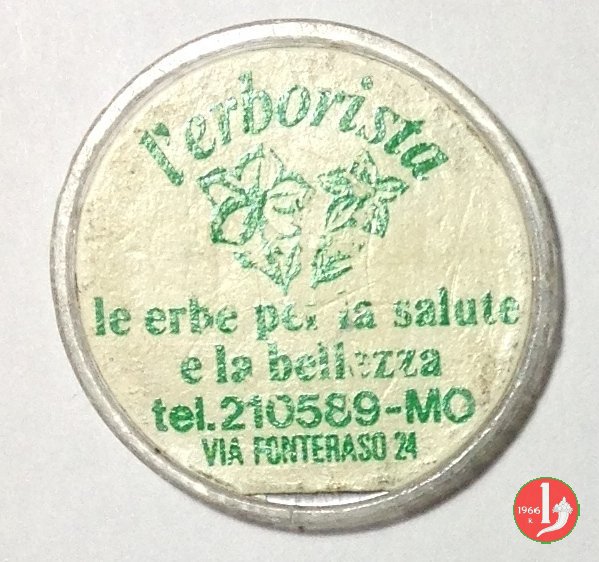 l'erborista
le erbe per la salute
e la bellezza
tel.210589-MO
VIA FONTERASO 24
1966
R